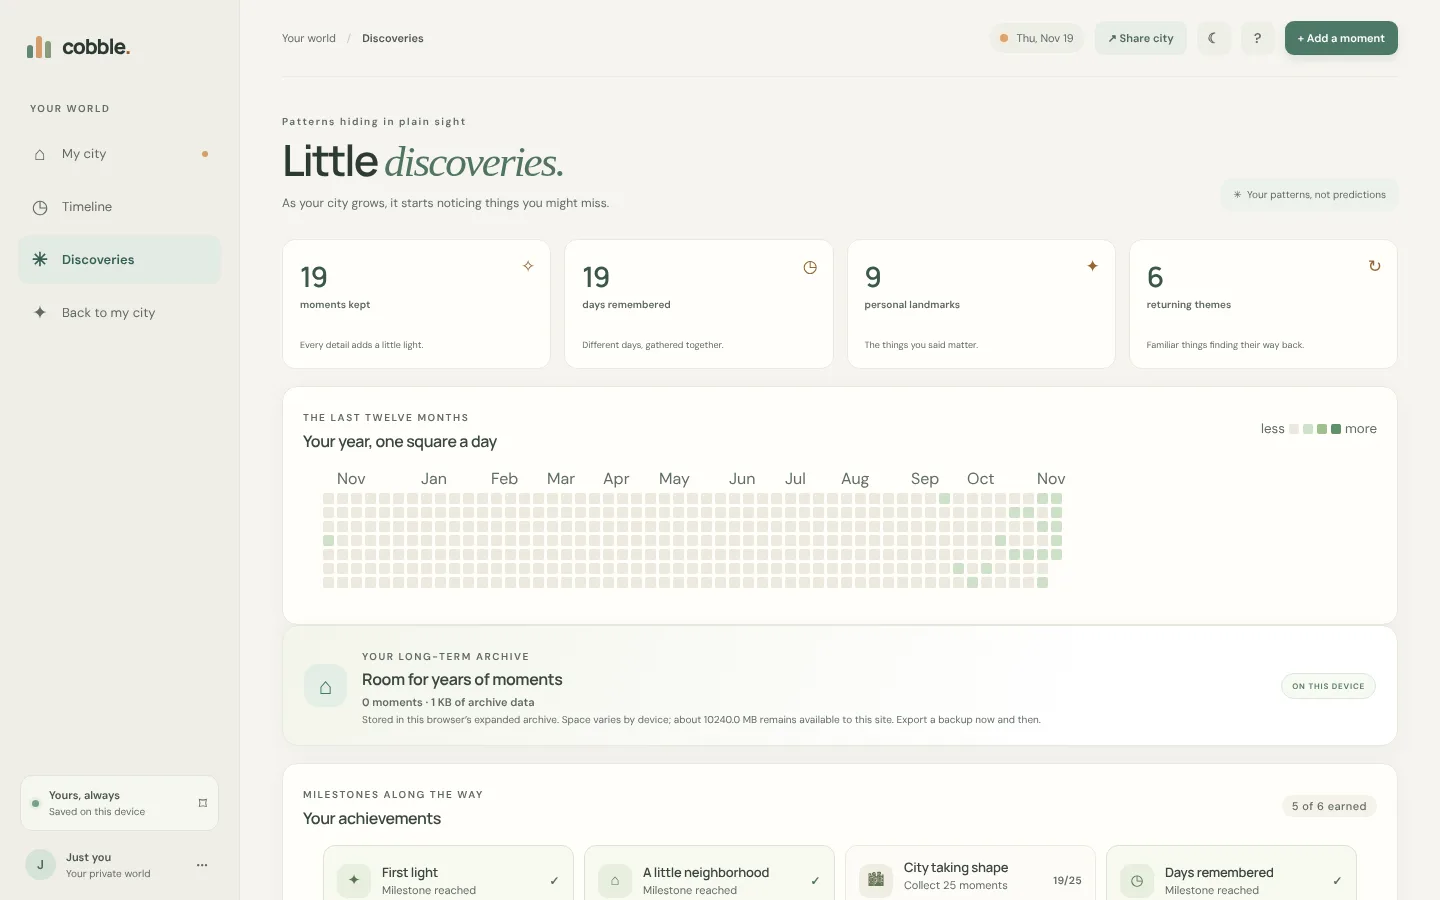 cobble.
YOUR WORLD
My city
Timeline
Discoveries
Back to my city
Yours, always
Saved on this device
J
Just you
Your private world
Your world / Discoveries
Thu, Nov 19
↗ Share city
?
+ Add a moment
Patterns hiding in plain sight
Little discoveries.
As your city grows, it starts noticing things you might miss.
Your patterns, not predictions
19
moments kept
Every detail adds a little light.
19
days remembered
Different days, gathered together.
9
personal landmarks
The things you said matter.
6
returning themes
Familiar things finding their way back.
THE LAST TWELVE MONTHS
Your year, one square a day
less more
Nov Jan Feb Mar Apr May Jun Jul Aug Sep Oct Nov
YOUR LONG-TERM ARCHIVE
Room for years of moments
0 moments · 1 KB of archive data
Stored in this browser's expanded archive. Space varies by device; about 10240.0 MB remains available to this site. Export a backup now and then.
ON THIS DEVICE
MILESTONES ALONG THE WAY
Your achievements
5 of 6 earned
First light
Milestone reached
✓
A little neighborhood
Milestone reached
✓
City taking shape
Collect 25 moments
19/25
Days remembered
Milestone reached
✓